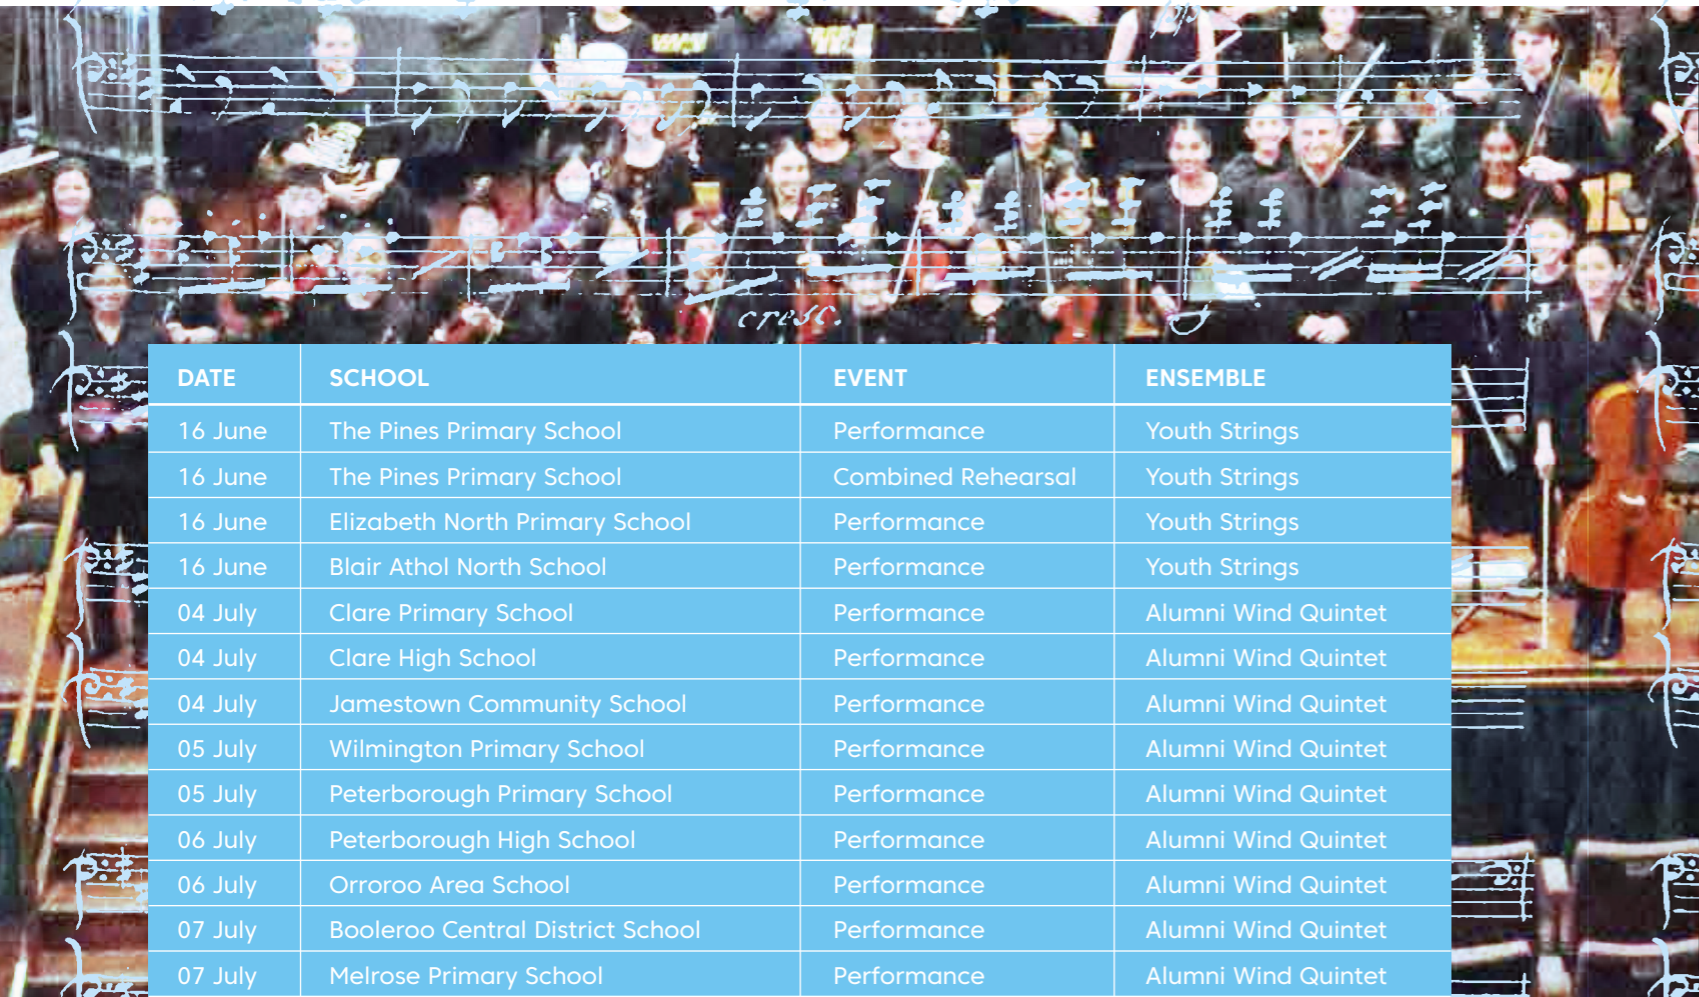 cresc.
DATE SCHOOL EVENT ENSEMBLE
16 June The Pines Primary School Performance Youth Strings
16 June The Pines Primary School Combined Rehearsal Youth Strings
16 June Elizabeth North Primary School Performance Youth Strings
16 June Blair Athol North School Performance Youth Strings
04 July Clare Primary School Performance Alumni Wind Quintet
04 July Clare High School Performance Alumni Wind Quintet
04 July Jamestown Community School Performance Alumni Wind Quintet
05 July Wilmington Primary School Performance Alumni Wind Quintet
05 July Peterborough Primary School Performance Alumni Wind Quintet
06 July Peterborough High School Performance Alumni Wind Quintet
06 July Orroroo Area School Performance Alumni Wind Quintet
07 July Booleroo Central District School Performance Alumni Wind Quintet
07 July Melrose Primary School Performance Alumni Wind Quintet